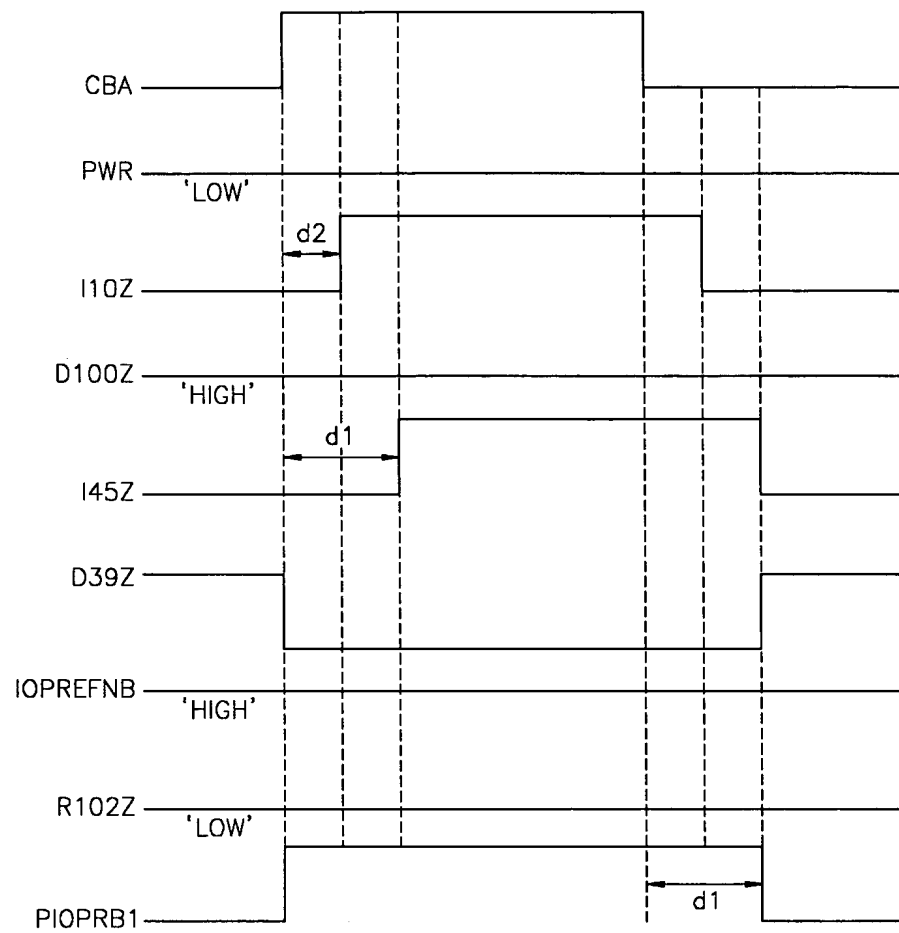 CBA
PWR
'LOW'
d2
I10Z
D100Z
'HIGH'
d1
I45Z
D39Z
IOPREFNB
'HIGH'
R102Z
'LOW'
d1
PIOPRB1